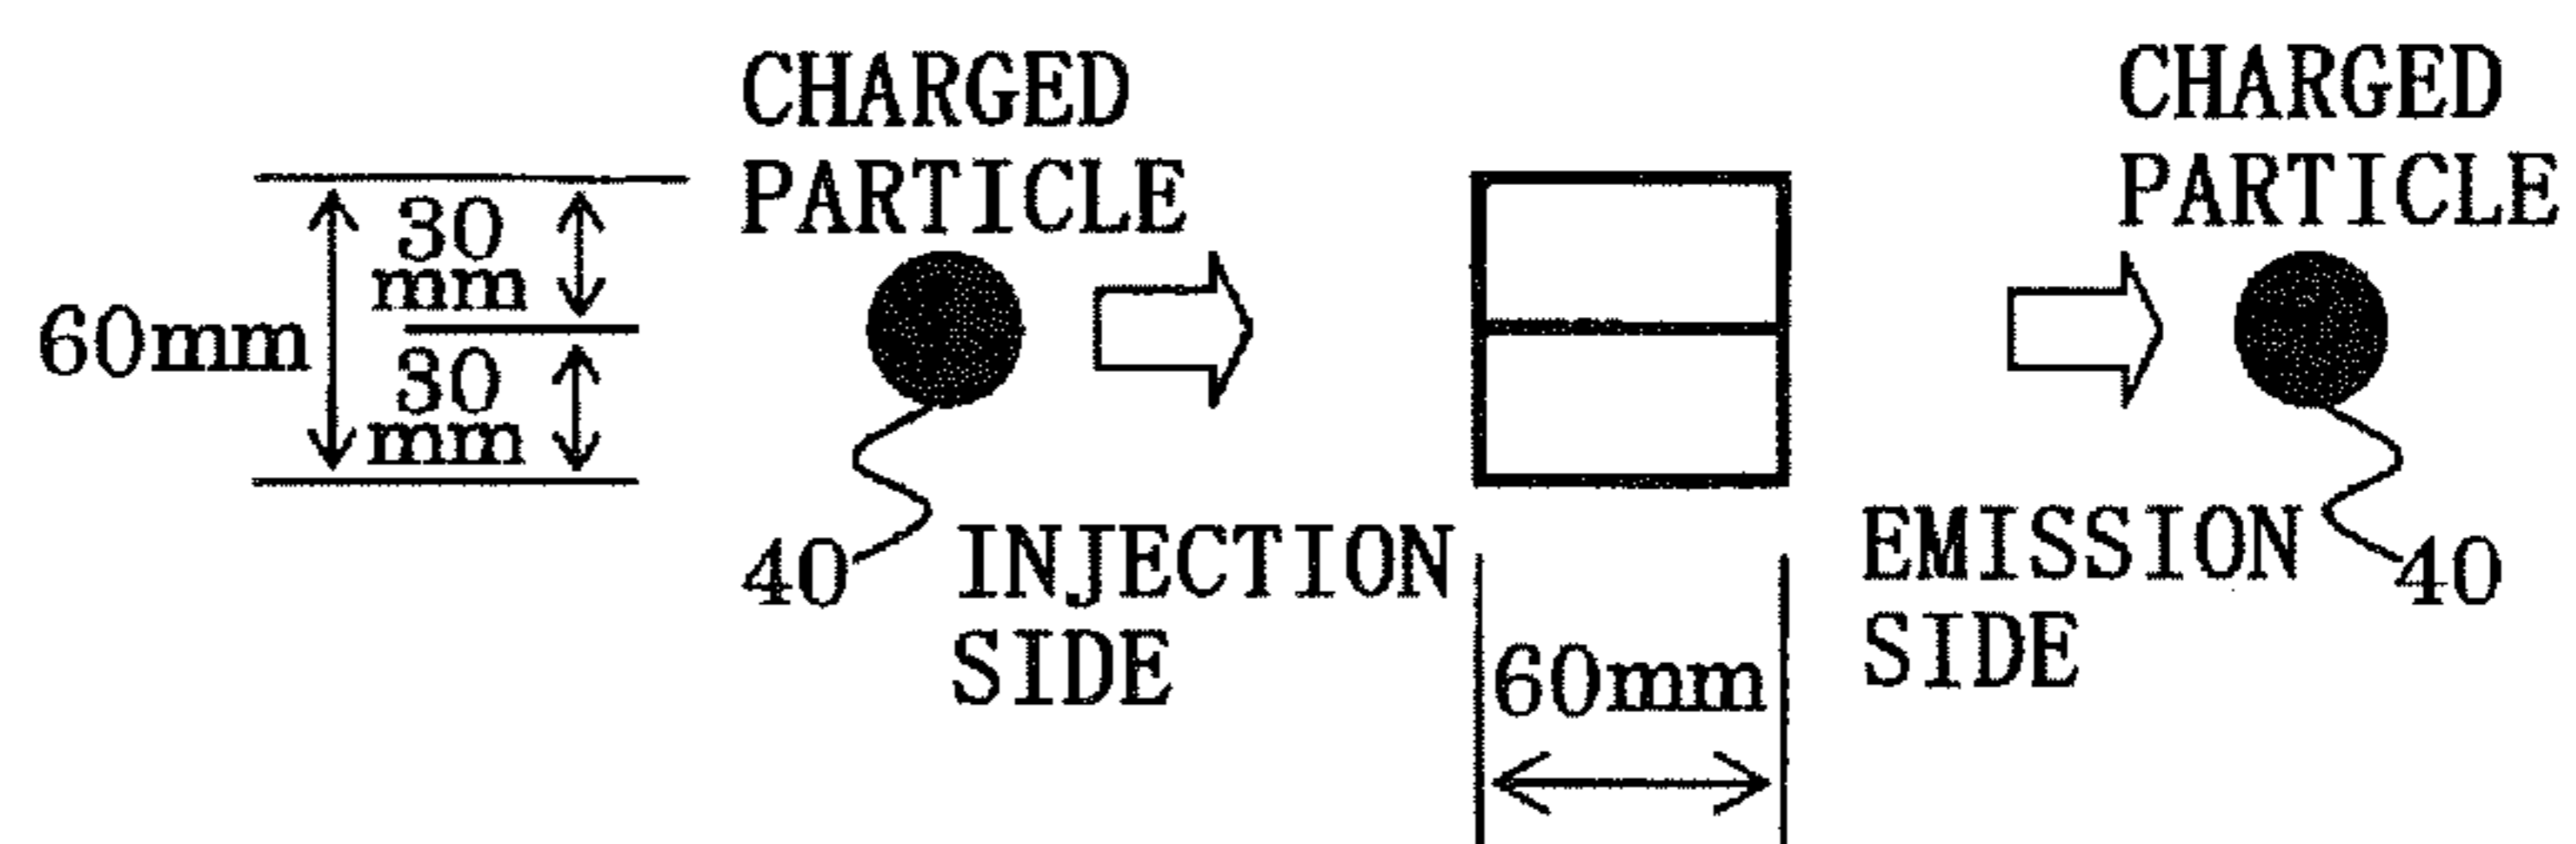 CHARGED
PARTICLE
CHARGED
PARTICLE
30
mm
60mm
30
mm
40
INJECTION
SIDE
EMISSION
SIDE
40
60mm